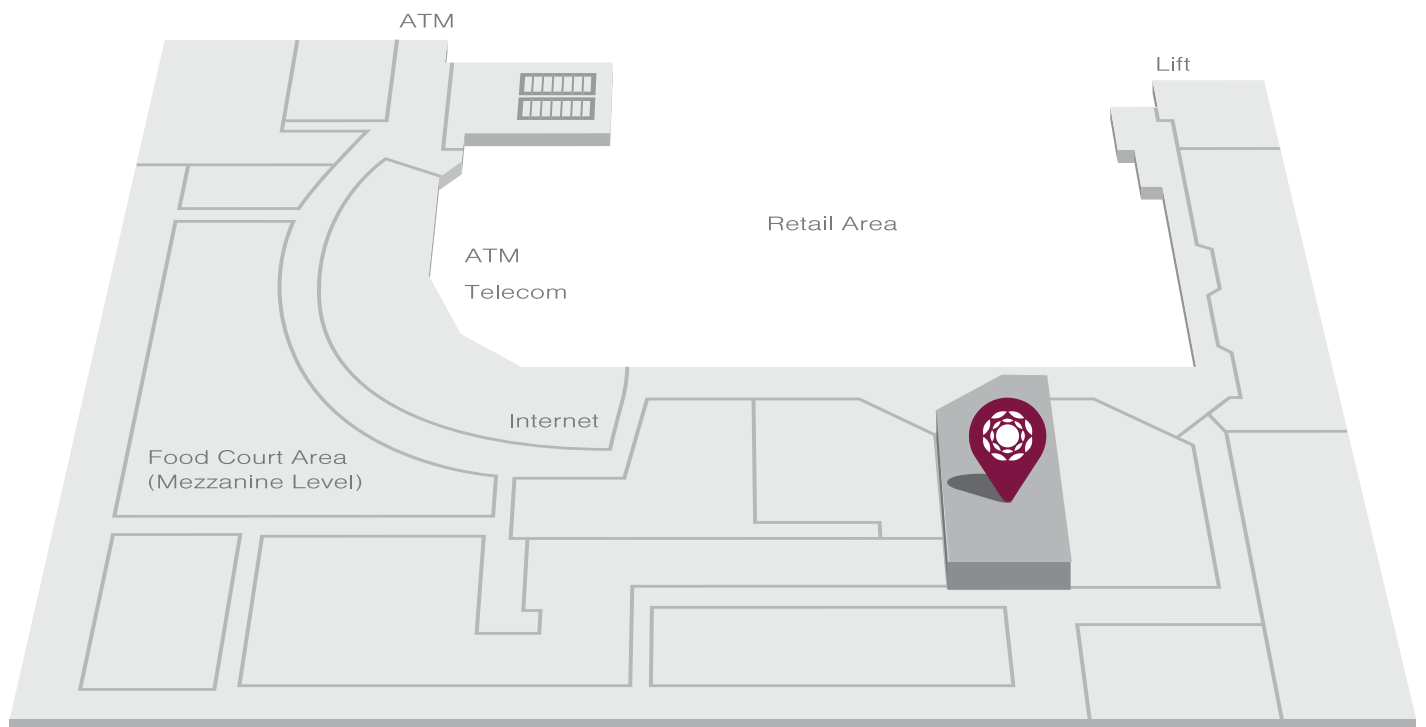 ATM
Lift
Retail Area
ATM
Telecom
Internet
Food Court Area
(Mezzanine Level)